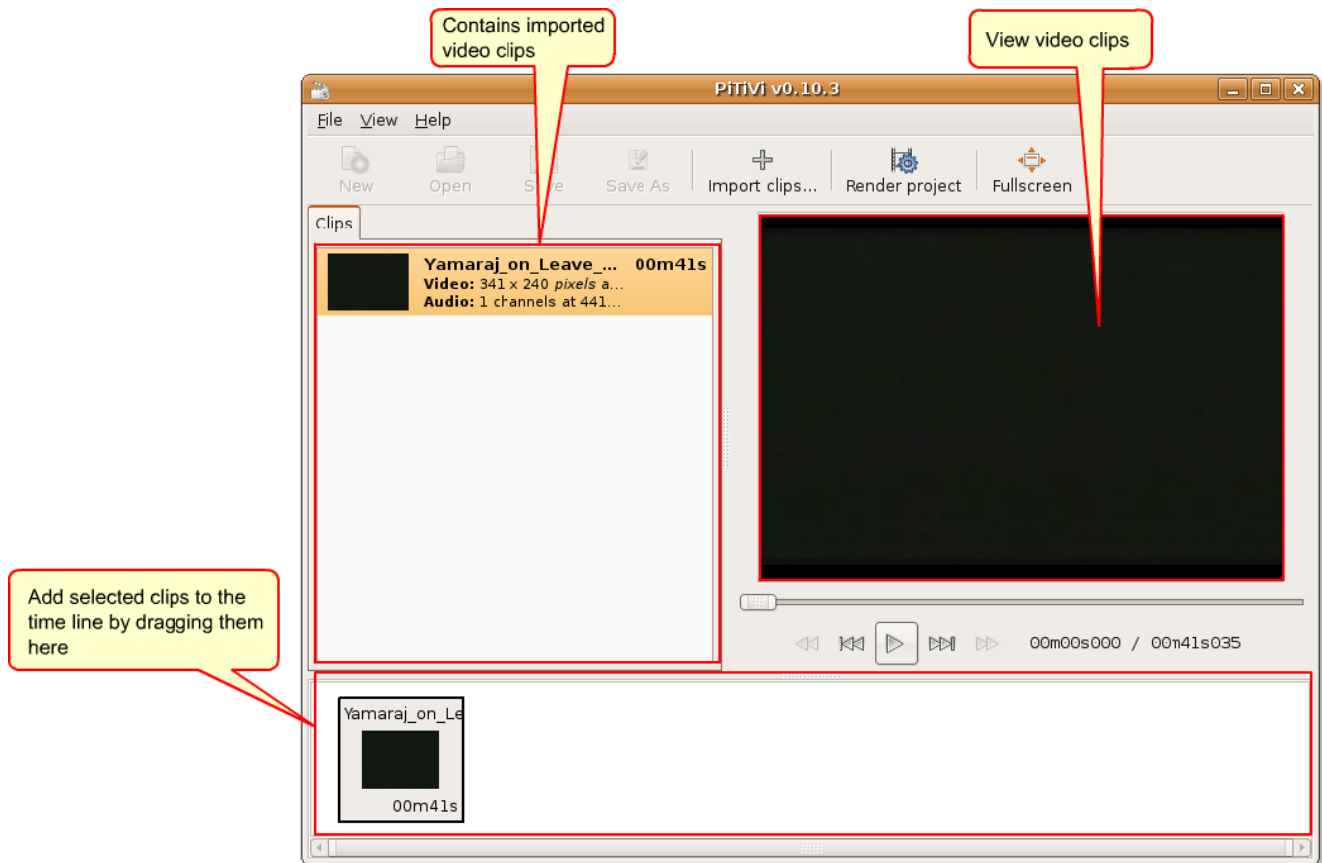 Contains imported
video clips
View video clips
PiTiVi v0.10.3
File View Help
New Open Save Save As Import clips... Render project Fullscreen
Clips
Yamaraj_on_Leave_... 00m41s
Video: 341 x 240 pixels a...
Audio: 1 channels at 441...
Add selected clips to the
time line by dragging them
here
00m00s000 / 00m41s035
Yamaraj_on_Le
00m41s